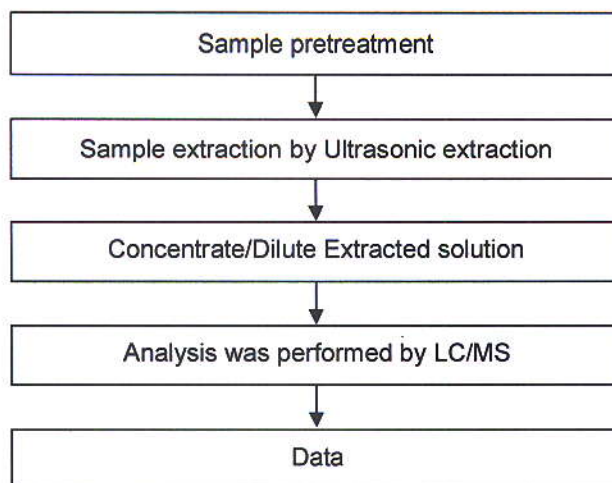 Sample pretreatment
Sample extraction by Ultrasonic extraction
Concentrate/Dilute Extracted solution
Analysis was performed by LC/MS
Data